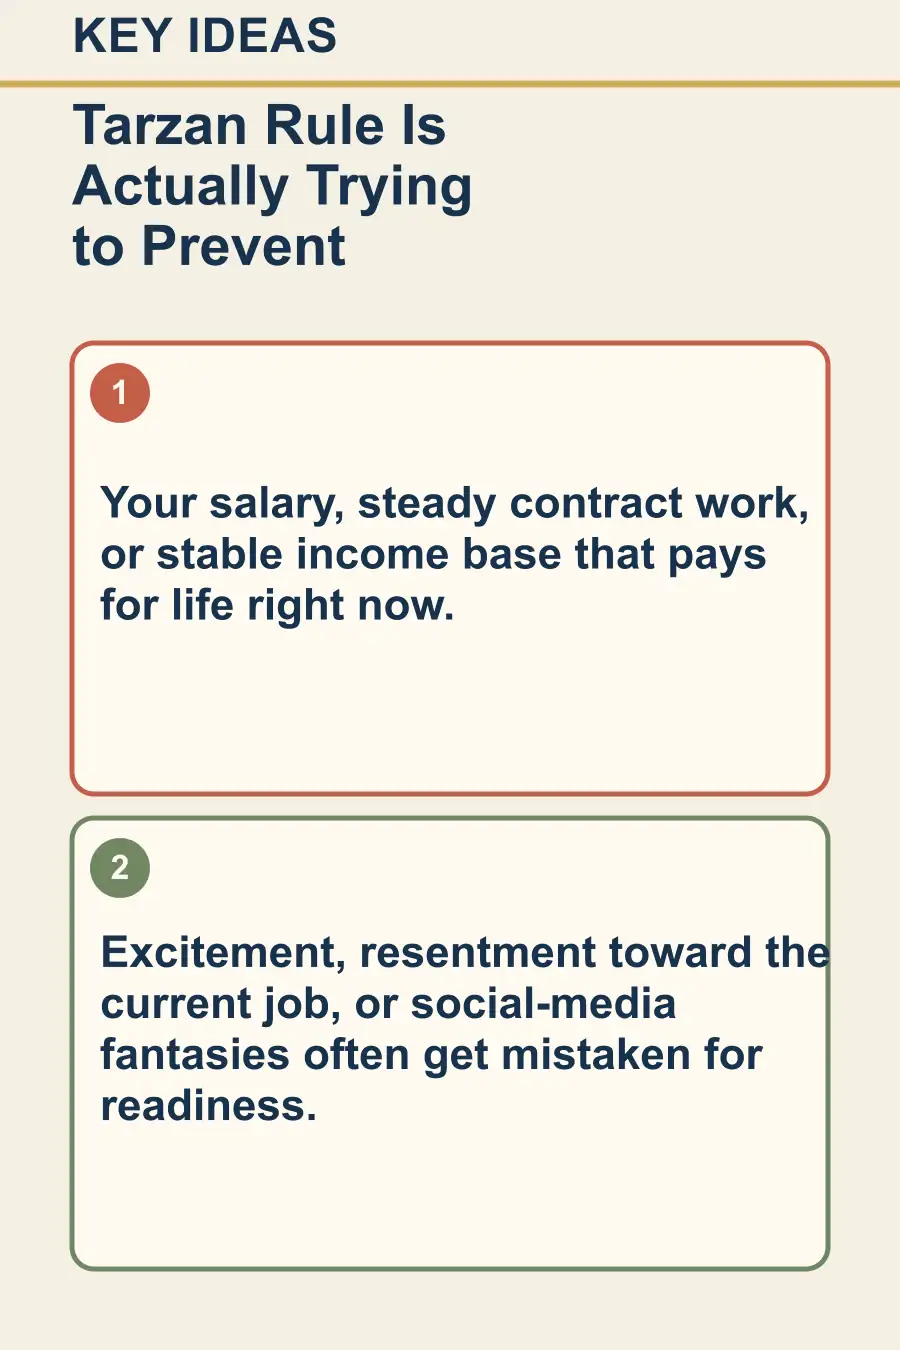 KEY IDEAS
Tarzan Rule Is
Actually Trying
to Prevent
1
Your salary, steady contract work,
or stable income base that pays
for life right now.
2
Excitement, resentment toward the
current job, or social-media
fantasies often get mistaken for
readiness.